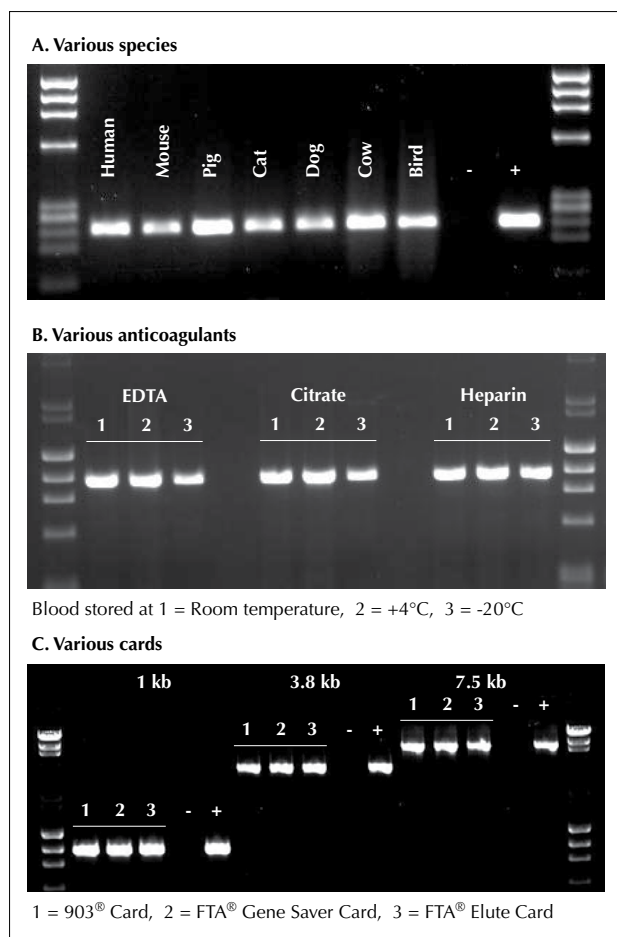 A. Various species
Human Mouse Pig Cat Dog Cow Bird - +
B. Various anticoagulants
EDTA Citrate Heparin
1 2 3 1 2 3 1 2 3
Blood stored at 1 = Room temperature, 2 = +4°C, 3 = -20°C
C. Various cards
1 kb 3.8 kb 7.5 kb
1 2 3 - +
1 2 3 - +
1 2 3 - +
1 = 903® Card, 2 = FTA® Gene Saver Card, 3 = FTA® Elute Card